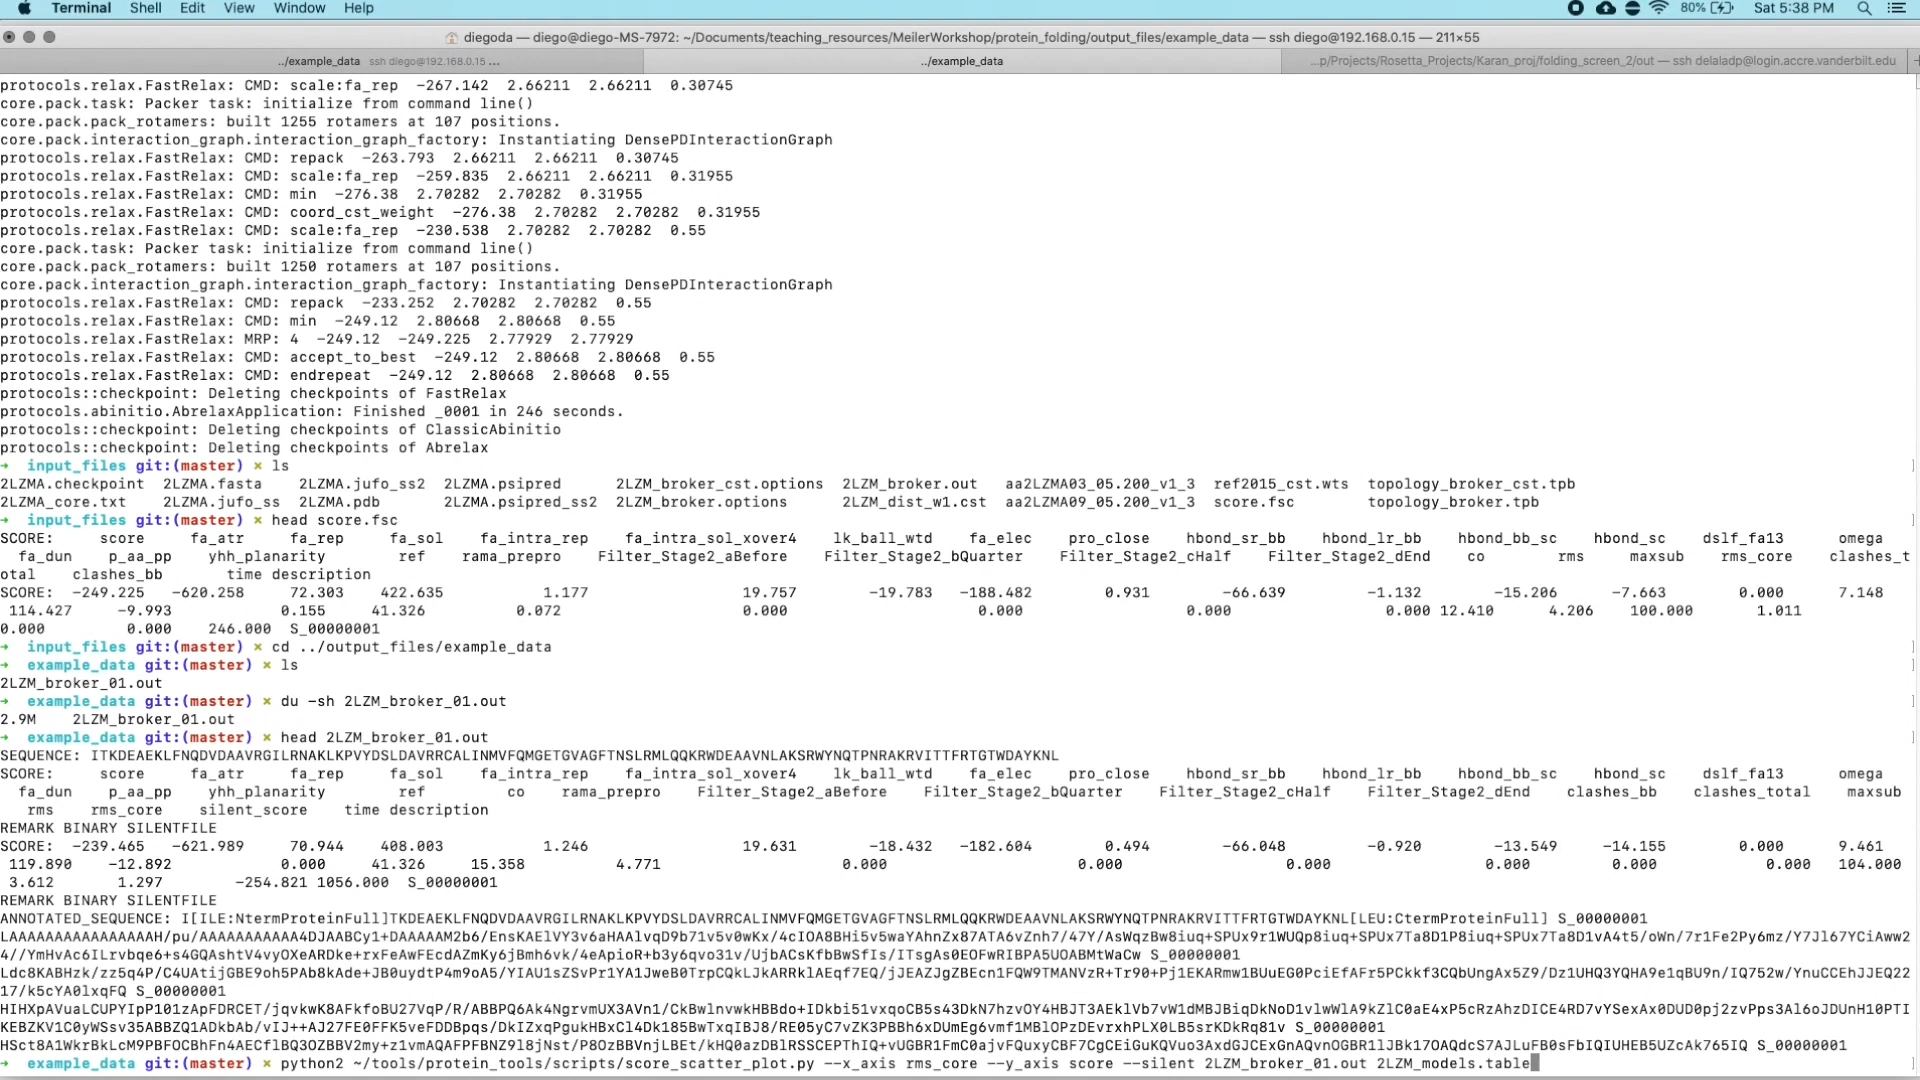 Terminal Shell Edit View Window Help 80% Sat 5:38 PM
diegoda — diego@diego-MS-7972: ~/Documents/teaching_resources/MeilerWorkshop/protein_folding/output_files/example_data — ssh diego@192.168.0.15 — 211×55
../example_data ssh diego@192.168.0.15 ... ../example_data ...p/Projects/Rosetta_Projects/Karan_proj/folding_screen_2/out — ssh delaladp@login.accre.vanderbilt.edu +
protocols.relax.FastRelax: CMD: scale:fa_rep -267.142 2.66211 2.66211 0.30745
core.pack.task: Packer task: initialize from command line()
core.pack.pack_rotamers: built 1255 rotamers at 107 positions.
core.pack.interaction_graph.interaction_graph_factory: Instantiating DensePDInteractionGraph
protocols.relax.FastRelax: CMD: repack -263.793 2.66211 2.66211 0.30745
protocols.relax.FastRelax: CMD: scale:fa_rep -259.835 2.66211 2.66211 0.31955
protocols.relax.FastRelax: CMD: min -276.38 2.70282 2.70282 0.31955
protocols.relax.FastRelax: CMD: coord_cst_weight -276.38 2.70282 2.70282 0.31955
protocols.relax.FastRelax: CMD: scale:fa_rep -230.538 2.70282 2.70282 0.55
core.pack.task: Packer task: initialize from command line()
core.pack.pack_rotamers: built 1250 rotamers at 107 positions.
core.pack.interaction_graph.interaction_graph_factory: Instantiating DensePDInteractionGraph
protocols.relax.FastRelax: CMD: repack -233.252 2.70282 2.70282 0.55
protocols.relax.FastRelax: CMD: min -249.12 2.80668 2.80668 0.55
protocols.relax.FastRelax: MRP: 4 -249.12 -249.225 2.77929 2.77929
protocols.relax.FastRelax: CMD: accept_to_best -249.12 2.80668 2.80668 0.55
protocols.relax.FastRelax: CMD: endrepeat -249.12 2.80668 2.80668 0.55
protocols::checkpoint: Deleting checkpoints of FastRelax
protocols.abinitio.AbrelaxApplication: Finished _0001 in 246 seconds.
protocols::checkpoint: Deleting checkpoints of ClassicAbinitio
protocols::checkpoint: Deleting checkpoints of Abrelax
→ input_files git:(master) × ls
2LZMA.checkpoint 2LZMA.fasta 2LZMA.jufo_ss2 2LZMA.psipred 2LZM_broker_cst.options 2LZM_broker.out aa2LZMA03_05.200_v1_3 ref2015_cst.wts topology_broker_cst.tpb
2LZMA_core.txt 2LZMA.jufo_ss 2LZMA.pdb 2LZMA.psipred_ss2 2LZM_broker.options 2LZM_dist_w1.cst aa2LZMA09_05.200_v1_3 score.fsc topology_broker.tpb
→ input_files git:(master) × head score.fsc
SCORE: score fa_atr fa_rep fa_sol fa_intra_rep fa_intra_sol_xover4 lk_ball_wtd fa_elec pro_close hbond_sr_bb hbond_lr_bb hbond_bb_sc hbond_sc dslf_fa13 omega
fa_dun p_aa_pp yhh_planarity ref rama_prepro Filter_Stage2_aBefore Filter_Stage2_bQuarter Filter_Stage2_cHalf Filter_Stage2_dEnd co rms maxsub rms_core clashes_t
otal clashes_bb time description
SCORE: -249.225 -620.258 72.303 422.635 1.177 19.757 -19.783 -188.482 0.931 -66.639 -1.132 -15.206 -7.663 0.000 7.148
114.427 -9.993 0.155 41.326 0.072 0.000 0.000 0.000 0.000 12.410 4.206 100.000 1.011
0.000 0.000 246.000 S_00000001
→ input_files git:(master) × cd ../output_files/example_data
→ example_data git:(master) × ls
2LZM_broker_01.out
→ example_data git:(master) × du -sh 2LZM_broker_01.out
2.9M 2LZM_broker_01.out
→ example_data git:(master) × head 2LZM_broker_01.out
SEQUENCE: ITKDEAEKLFNQDVDAAVRGILRNAKLKPVYDSLDAVRRCALINMVFQMGETGVAGFTNSLRMLQQKRWDEAAVNLAKSRWYNQTPNRAKRVITTFRTGTWDAYKNL
SCORE: score fa_atr fa_rep fa_sol fa_intra_rep fa_intra_sol_xover4 lk_ball_wtd fa_elec pro_close hbond_sr_bb hbond_lr_bb hbond_bb_sc hbond_sc dslf_fa13 omega
fa_dun p_aa_pp yhh_planarity ref co rama_prepro Filter_Stage2_aBefore Filter_Stage2_bQuarter Filter_Stage2_cHalf Filter_Stage2_dEnd clashes_bb clashes_total maxsub
rms rms_core silent_score time description
REMARK BINARY SILENTFILE
SCORE: -239.465 -621.989 70.944 408.003 1.246 19.631 -18.432 -182.604 0.494 -66.048 -0.920 -13.549 -14.155 0.000 9.461
119.890 -12.892 0.000 41.326 15.358 4.771 0.000 0.000 0.000 0.000 0.000 0.000 104.000
3.612 1.297 -254.821 1056.000 S_00000001
REMARK BINARY SILENTFILE
ANNOTATED_SEQUENCE: I[ILE:NtermProteinFull]TKDEAEKLFNQDVDAAVRGILRNAKLKPVYDSLDAVRRCALINMVFQMGETGVAGFTNSLRMLQQKRWDEAAVNLAKSRWYNQTPNRAKRVITTFRTGTWDAYKNL[LEU:CtermProteinFull] S_00000001
S_00000001
S_00000001
S_00000001
S_00000001
→ example_data git:(master) × python2 ~/tools/protein_tools/scripts/score_scatter_plot.py --x_axis rms_core --y_axis score --silent 2LZM_broker_01.out 2LZM_models.table